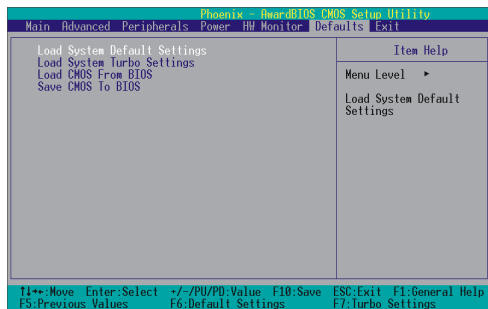 Phoenix - AwardBIOS CMOS Setup Utility
Main Advanced Peripherals Power HW Monitor Defaults Exit
Load System Default Settings
Load System Turbo Settings
Load CMOS From BIOS
Save CMOS To BIOS
Item Help
Menu Level ►
Load System Default
Settings
↑↓↔:Move Enter:Select +/-/PU/PD:Value F10:Save ESC:Exit F1:General Help
F5:Previous Values F6:Default Settings F7:Turbo Settings